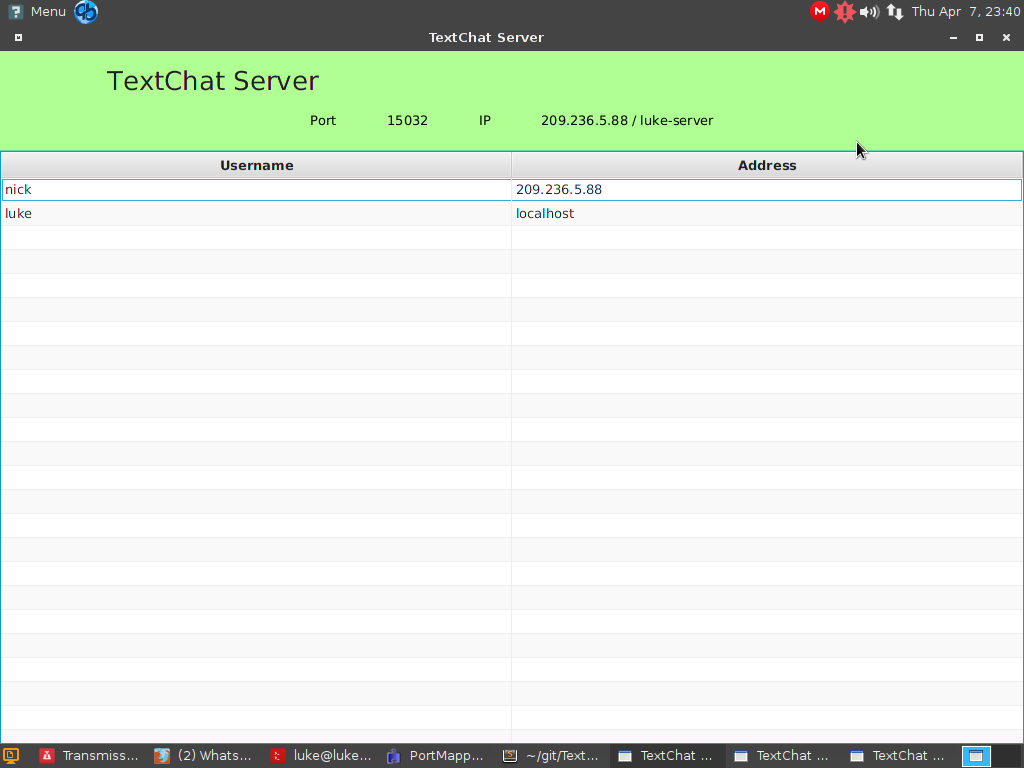 Menu Thu Apr 7, 23:40
TextChat Server
TextChat Server
Port 15032 IP 209.236.5.88 / luke-server
Username Address
nick 209.236.5.88
luke localhost
Transmiss... (2) Whats... luke@luke... PortMapp... ~/git/Text... TextChat ... TextChat ... TextChat ...